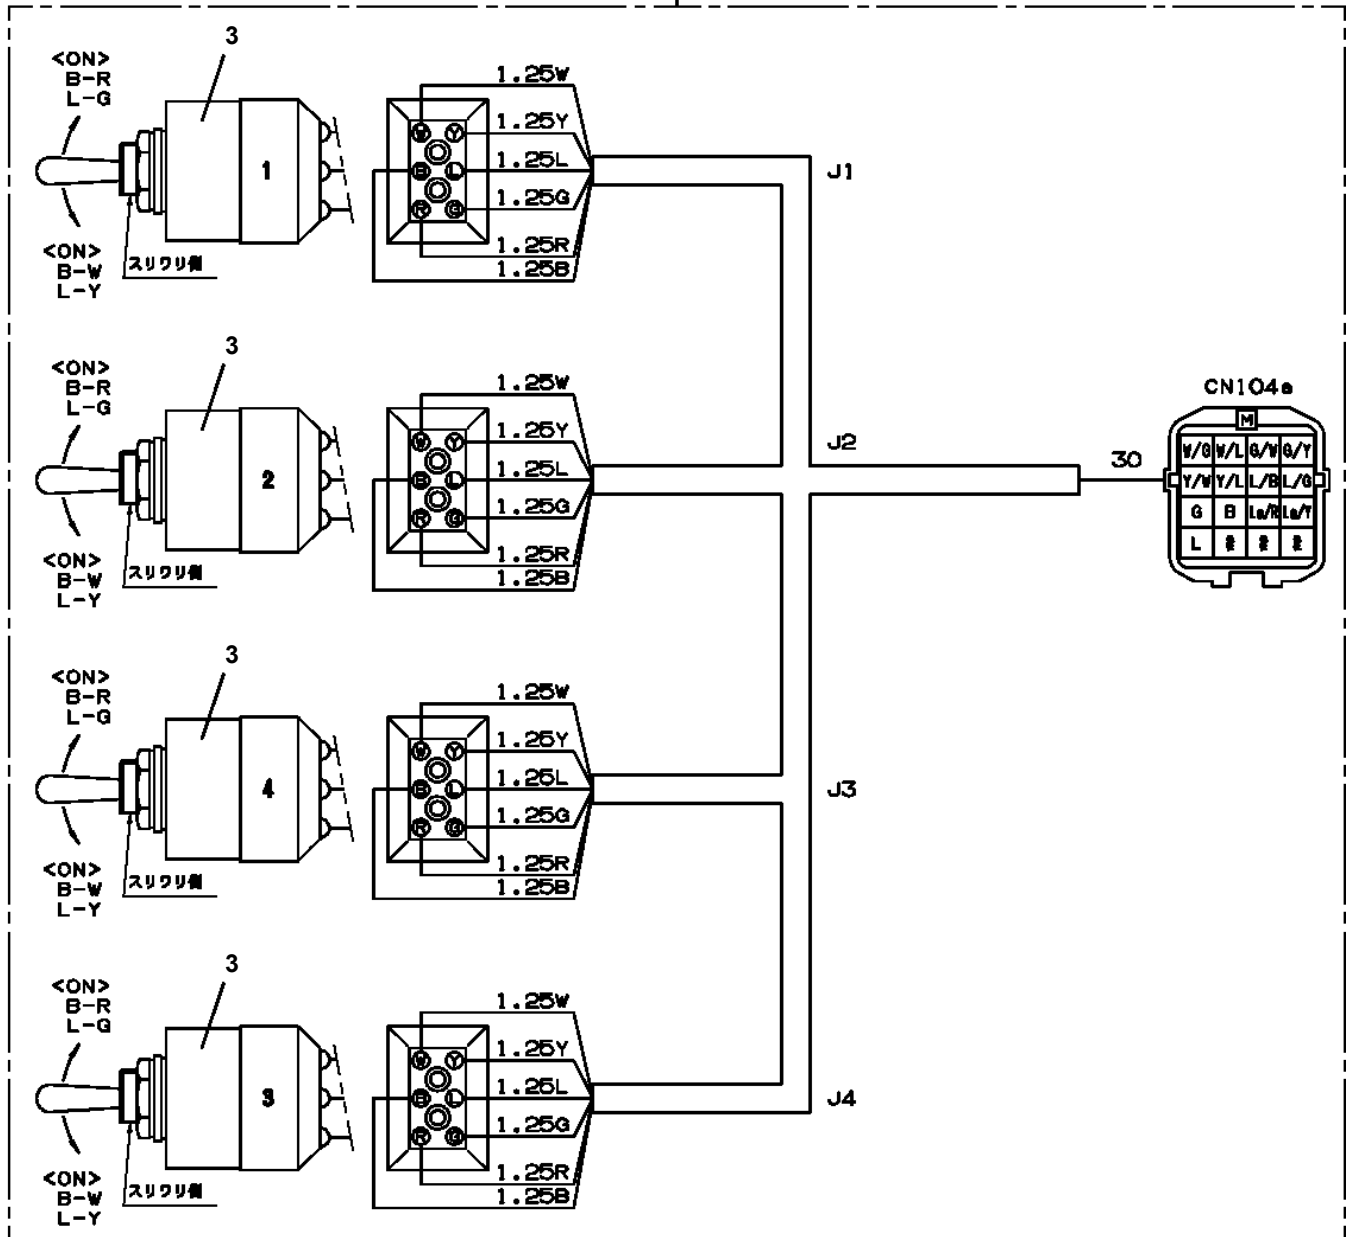 3
<ON>
B-R
L-G
1
<ON>
B-W
L-Y
スリワリ側
W Y
B L
R G
1.25W
1.25Y
1.25L
1.25G
1.25R
1.25B
J1
3
<ON>
B-R
L-G
2
<ON>
B-W
L-Y
スリワリ側
W Y
B L
R G
1.25W
1.25Y
1.25L
1.25G
1.25R
1.25B
J2
30
CN104a
M
W/G W/L G/W G/Y
Y/W Y/L L/B L/G
G B La/R La/Y
L
3
<ON>
B-R
L-G
4
<ON>
B-W
L-Y
スリワリ側
W Y
B L
R G
1.25W
1.25Y
1.25L
1.25G
1.25R
1.25B
J3
3
<ON>
B-R
L-G
3
<ON>
B-W
L-Y
スリワリ側
W Y
B L
R G
1.25W
1.25Y
1.25L
1.25G
1.25R
1.25B
J4